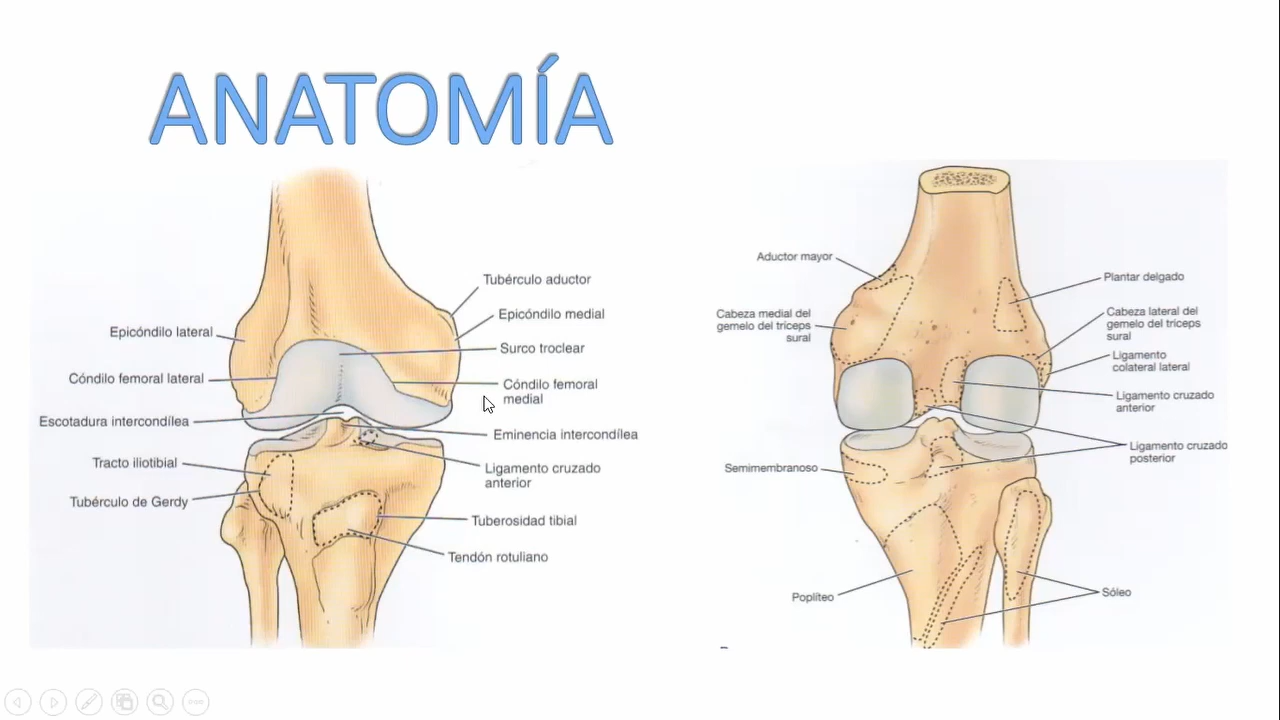 ANATOMÍA
Tubérculo aductor
Epicóndilo medial
Epicóndilo lateral
Surco troclear
Cóndilo femoral lateral
Cóndilo femoral
medial
Escotadura intercondílea
Eminencia intercondílea
Tracto iliotibial
Ligamento cruzado
anterior
Tubérculo de Gerdy
Tuberosidad tibial
Tendón rotuliano
Aductor mayor
Plantar delgado
Cabeza medial del
gemelo del tríceps
sural
Cabeza lateral del
gemelo del tríceps
sural
Ligamento
colateral lateral
Ligamento cruzado
anterior
Ligamento cruzado
posterior
Semimembranoso
Poplíteo
Sóleo